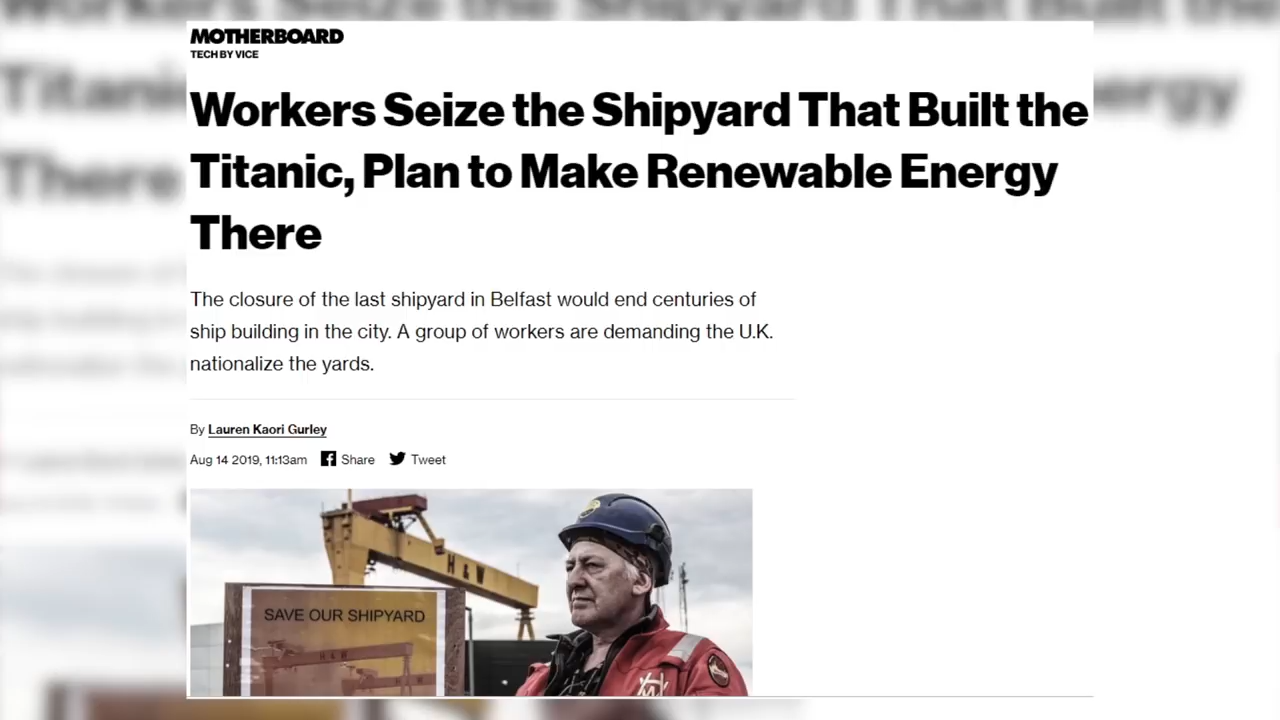 MOTHERBOARD
TECH BY VICE
Workers Seize the Shipyard That Built the
Titanic, Plan to Make Renewable Energy
There
The closure of the last shipyard in Belfast would end centuries of
ship building in the city. A group of workers are demanding the U.K.
nationalize the yards.
By Lauren Kaori Gurley
Aug 14 2019, 11:13am Share Tweet
H & W
SAVE OUR SHIPYARD
H & W